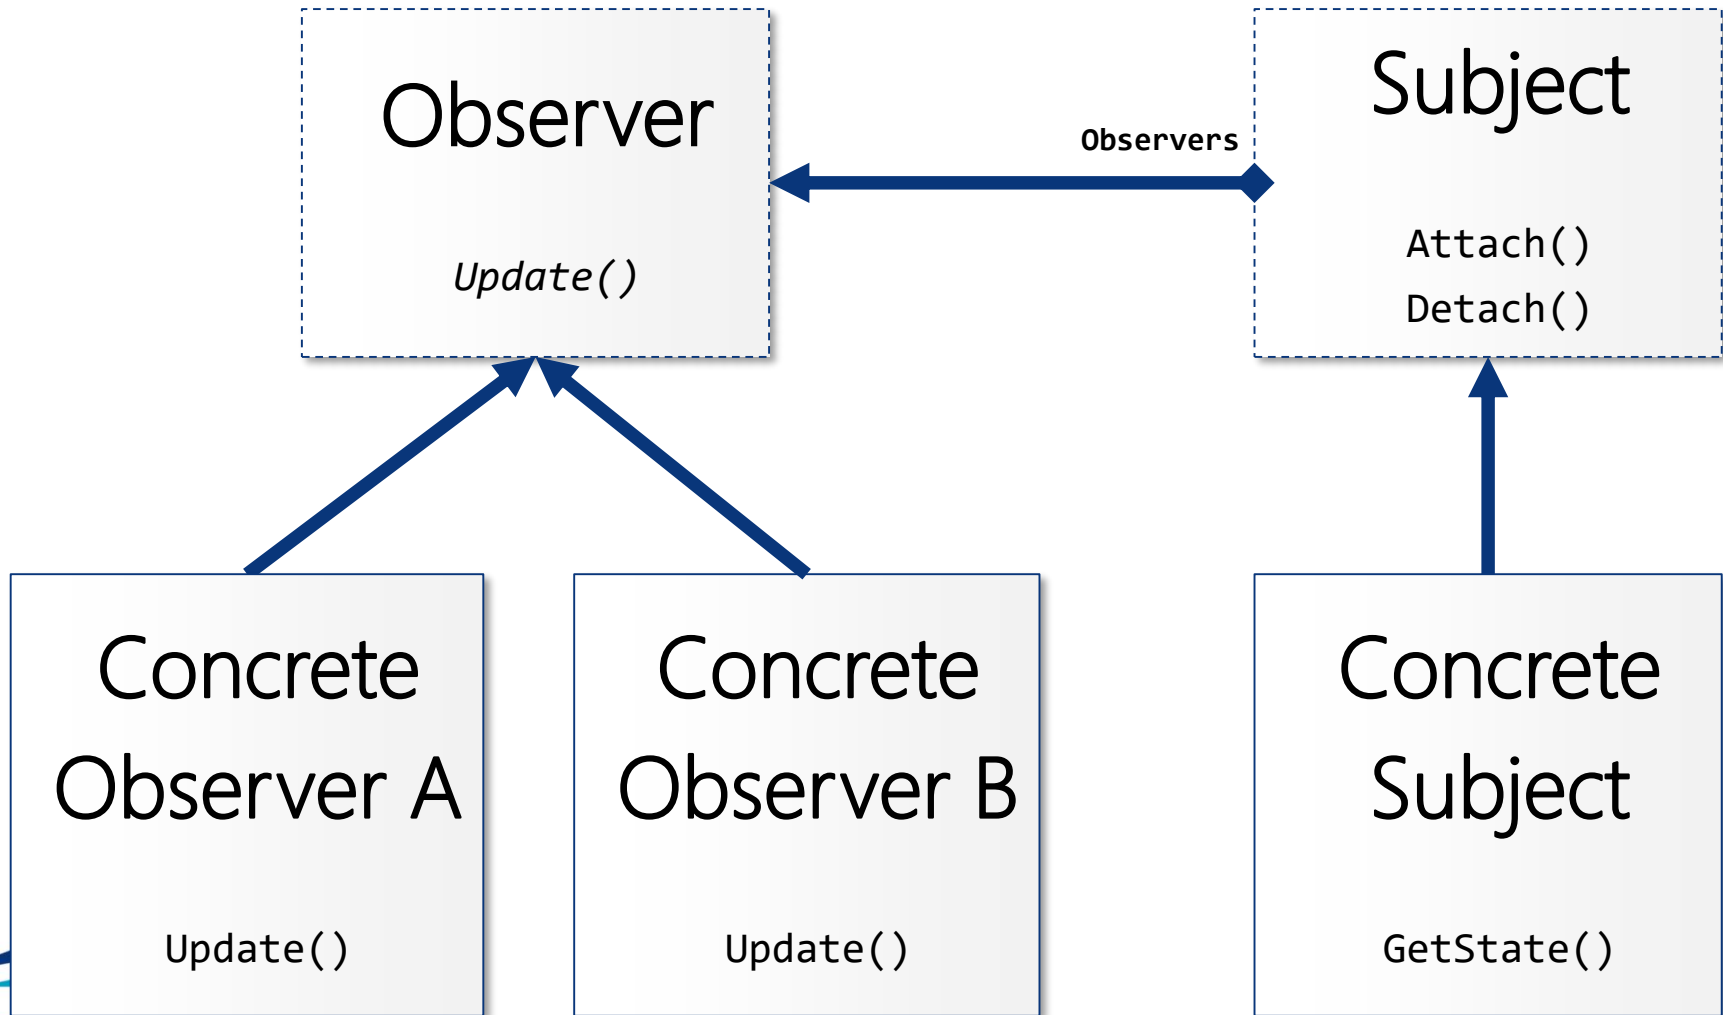 Observer
Update()
Observers
Subject
Attach()
Detach()
Concrete
Observer A
Update()
Concrete
Observer B
Update()
Concrete
Subject
GetState()